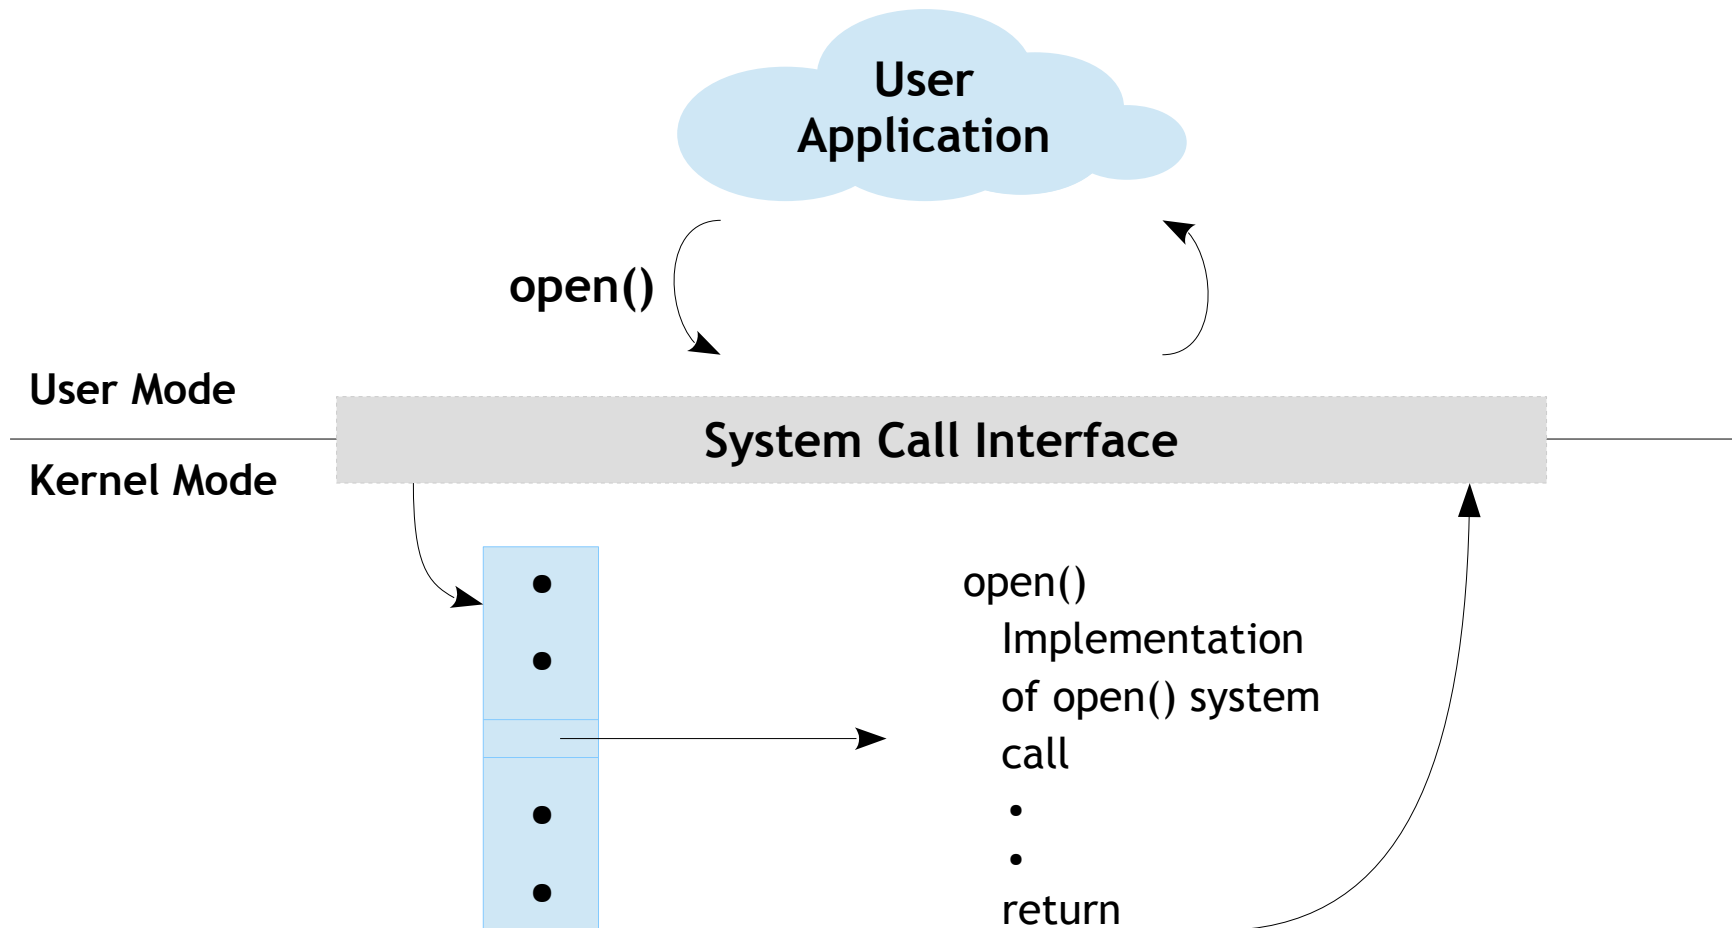 User
Application
open()
User Mode
System Call Interface
Kernel Mode
open()
Implementation
of open() system
call
•
•
return